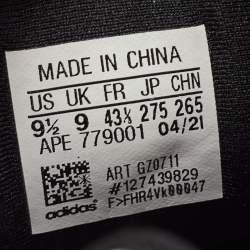 MADE IN CHINA
US UK FR JP CHN
9½ 9 43⅓ 275 265
APE 779001 04/21
ART GZ0711
#127439829
F>FHR4Vk00047
adidas